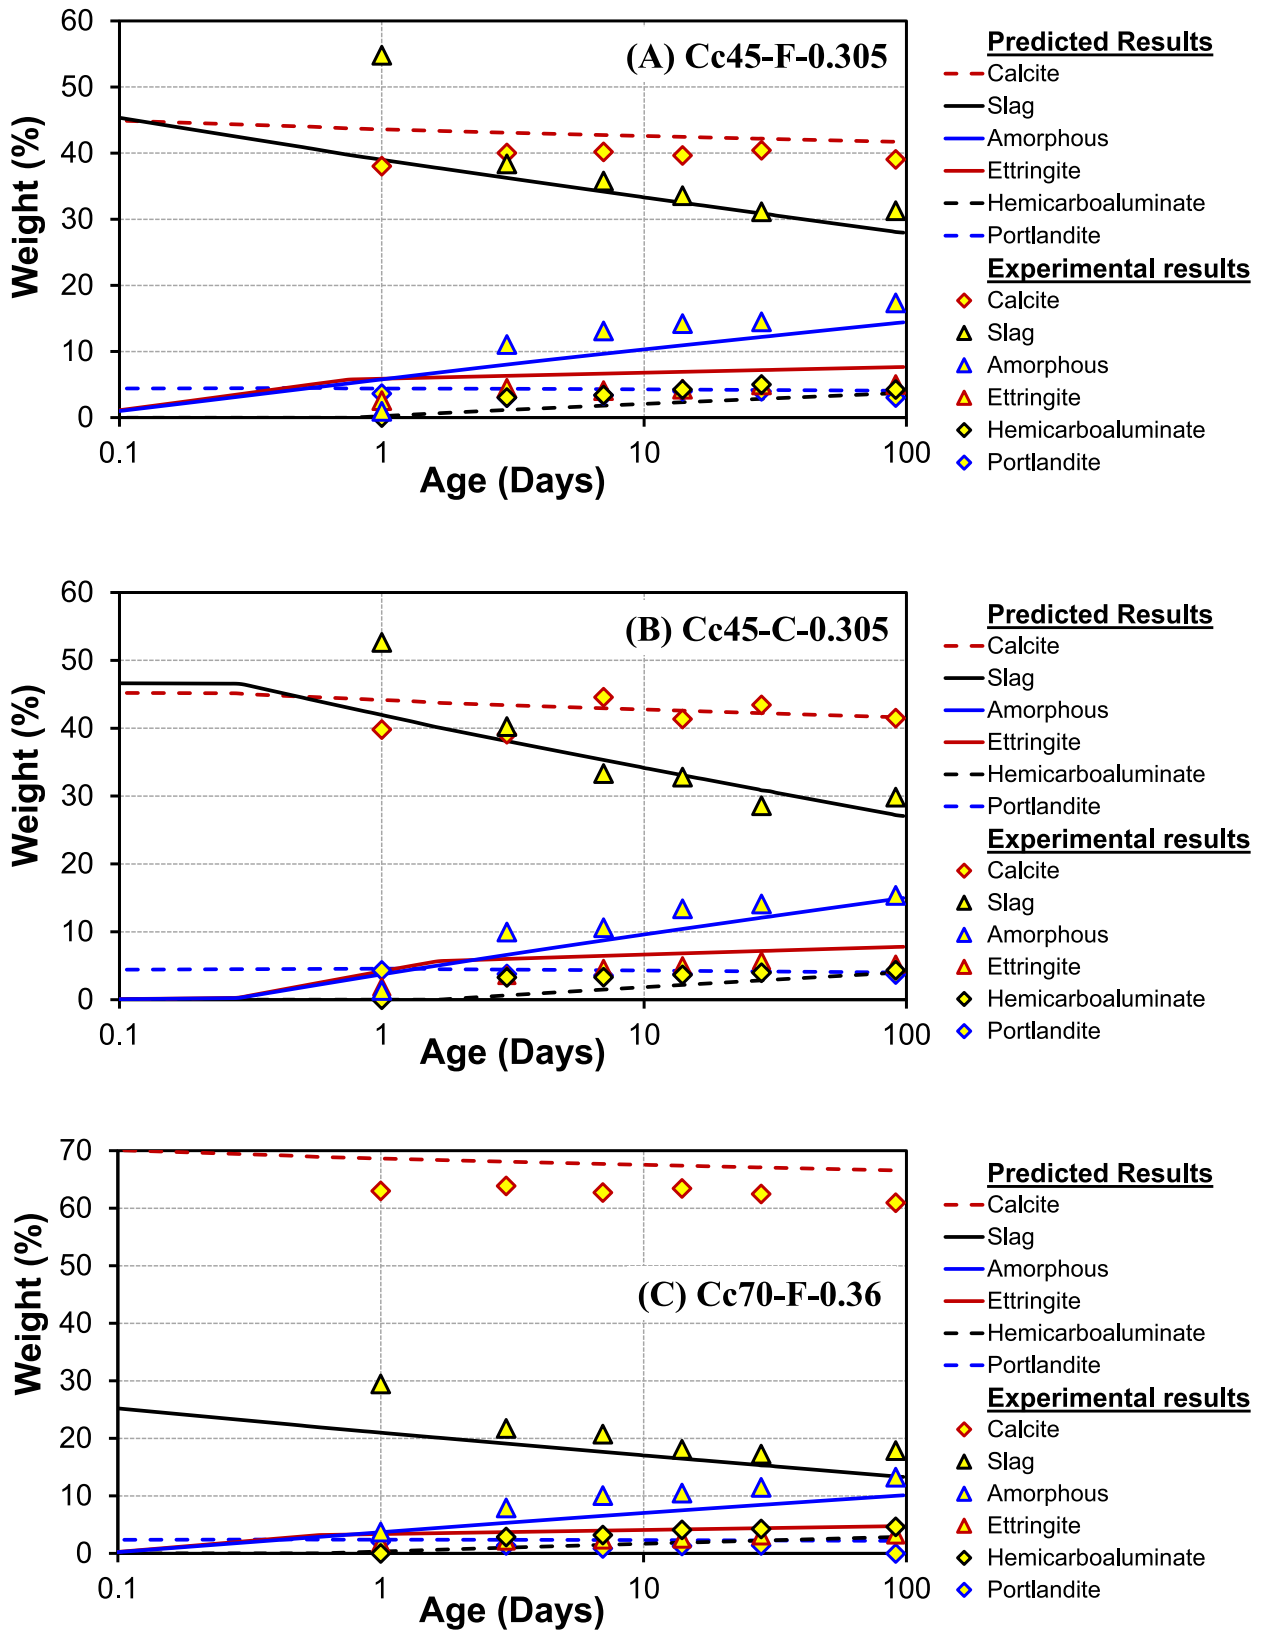 (A) Cc45-F-0.305
Weight (%)
60
50
40
30
20
10
0
0.1
1
10
100
Age (Days)
Predicted Results
Calcite
Slag
Amorphous
Ettringite
Hemicarboaluminate
Portlandite
Experimental results
Calcite
Slag
Amorphous
Ettringite
Hemicarboaluminate
Portlandite
(B) Cc45-C-0.305
Weight (%)
60
50
40
30
20
10
0
0.1
1
10
100
Age (Days)
Predicted Results
Calcite
Slag
Amorphous
Ettringite
Hemicarboaluminate
Portlandite
Experimental results
Calcite
Slag
Amorphous
Ettringite
Hemicarboaluminate
Portlandite
(C) Cc70-F-0.36
Weight (%)
70
60
50
40
30
20
10
0
0.1
1
10
100
Age (Days)
Predicted Results
Calcite
Slag
Amorphous
Ettringite
Hemicarboaluminate
Portlandite
Experimental results
Calcite
Slag
Amorphous
Ettringite
Hemicarboaluminate
Portlandite